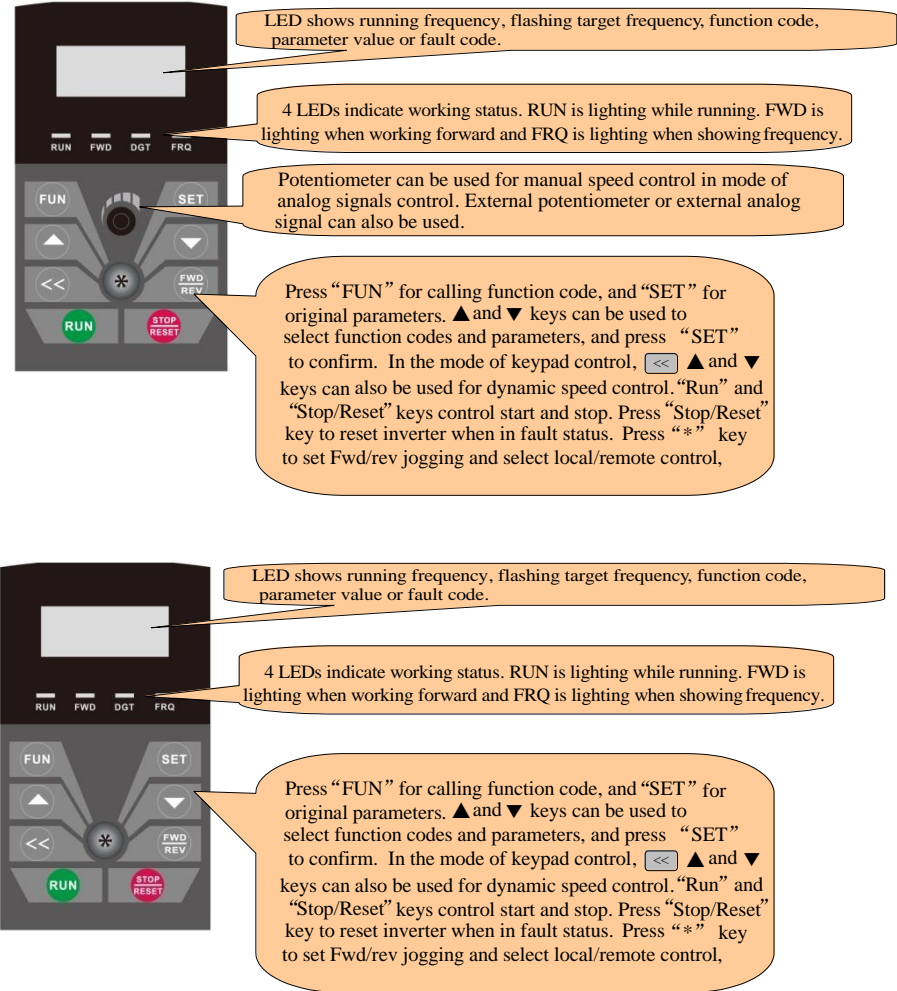 LED shows running frequency, flashing target frequency, function code,
parameter value or fault code.
4 LEDs indicate working status. RUN is lighting while running. FWD is
lighting when working forward and FRQ is lighting when showing frequency.
RUN FWD DGT FRQ
Potentiometer can be used for manual speed control in mode of
analog signals control. External potentiometer or external analog
signal can also be used.
FUN SET
<< * FWD
REV
RUN STOP
RESET
Press “FUN” for calling function code, and “SET” for
original parameters. ▲ and ▼ keys can be used to
select function codes and parameters, and press “SET”
to confirm. In the mode of keypad control, << ▲ and ▼
keys can also be used for dynamic speed control. “Run” and
“Stop/Reset” keys control start and stop. Press “Stop/Reset”
key to reset inverter when in fault status. Press “*” key
to set Fwd/rev jogging and select local/remote control,
LED shows running frequency, flashing target frequency, function code,
parameter value or fault code.
4 LEDs indicate working status. RUN is lighting while running. FWD is
lighting when working forward and FRQ is lighting when showing frequency.
RUN FWD DGT FRQ
FUN SET
<< * FWD
REV
RUN STOP
RESET
Press “FUN” for calling function code, and “SET” for
original parameters. ▲ and ▼ keys can be used to
select function codes and parameters, and press “SET”
to confirm. In the mode of keypad control, << ▲ and ▼
keys can also be used for dynamic speed control. “Run” and
“Stop/Reset” keys control start and stop. Press “Stop/Reset”
key to reset inverter when in fault status. Press “*” key
to set Fwd/rev jogging and select local/remote control,